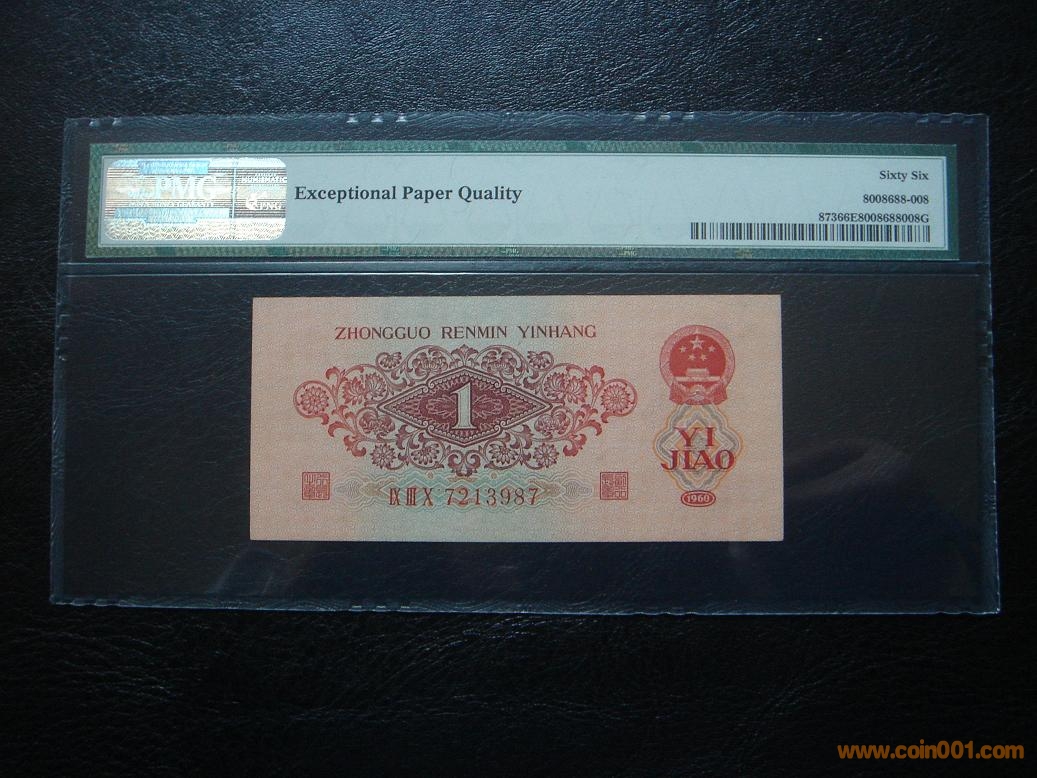 PMG
Exceptional Paper Quality
Sixty Six
8008688-008
87366E8008688008G
ZHONGGUO RENMIN YINHANG
1
YI
JIAO
ⅨⅢⅩ 7213987
1960
www.coin001.com